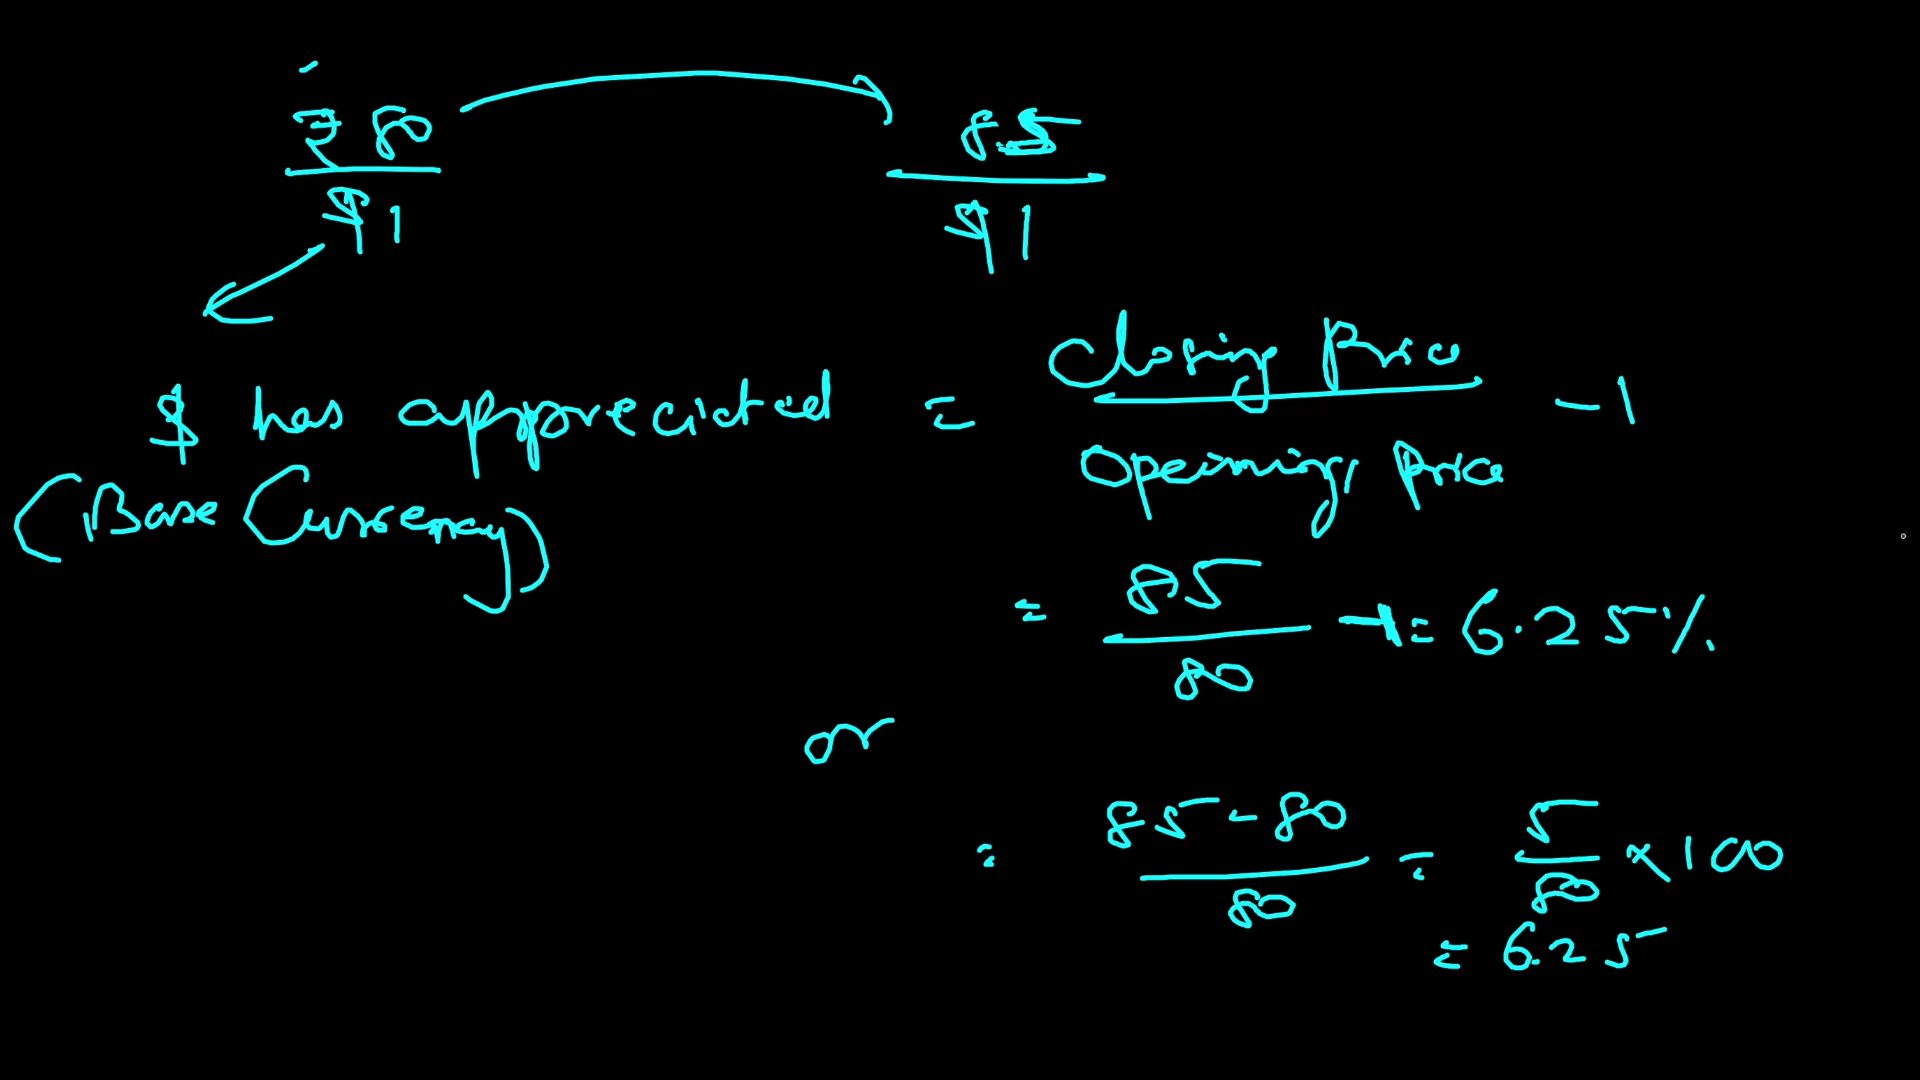 ₹ 80
$ 1
85
$ 1
$ has appreciated = Closing price
Opening price
- 1
(Base Currency)
= 85
80
-1 = 6.25%
or
= 85-80
80
= 5
80
× 100
= 6.25